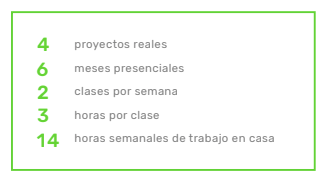 4 proyectos reales
6 meses presenciales
2 clases por semana
3 horas por clase
14 horas semanales de trabajo en casa